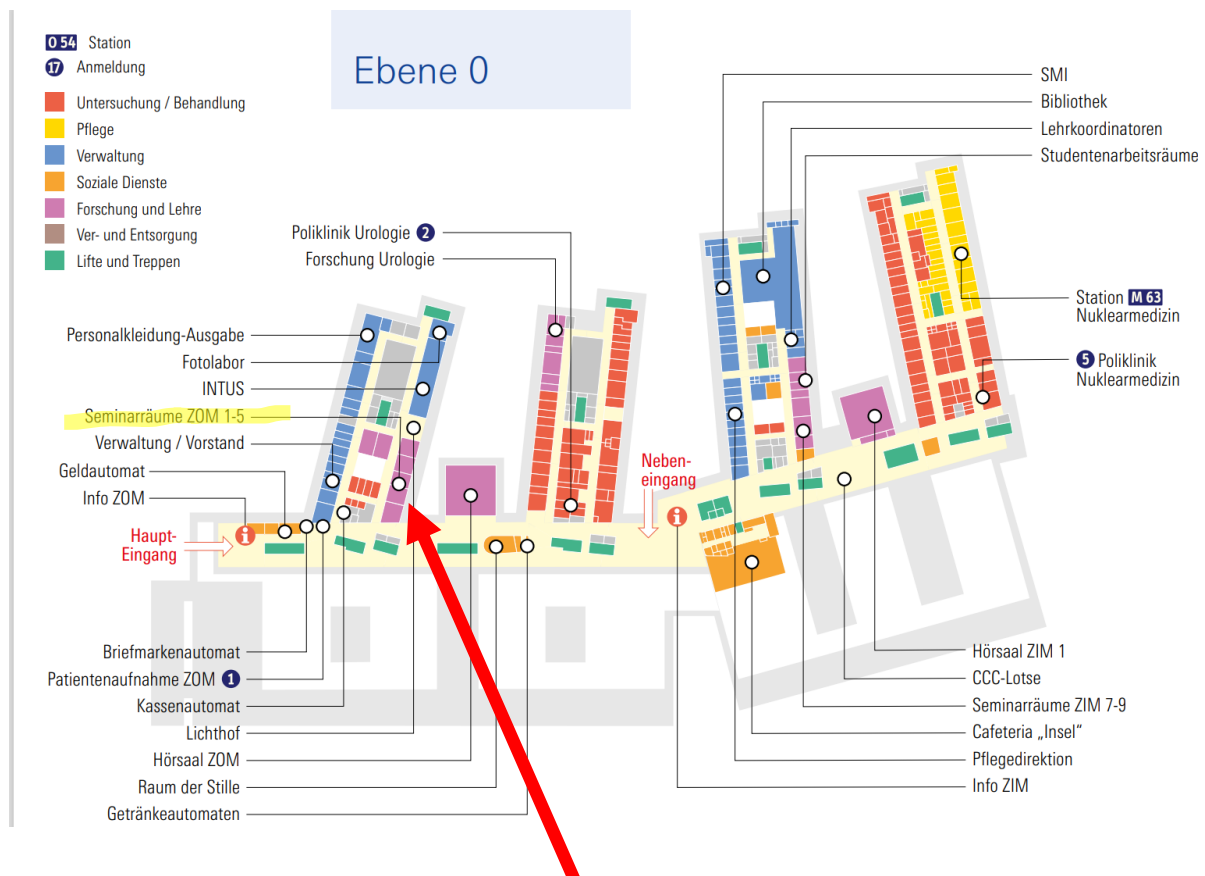 O 54 Station
17 Anmeldung
Untersuchung / Behandlung
Pflege
Verwaltung
Soziale Dienste
Forschung und Lehre
Ver- und Entsorgung
Lifte und Treppen
Ebene 0
SMI
Bibliothek
Lehrkoordinatoren
Studentenarbeitsräume
Poliklinik Urologie 2
Forschung Urologie
Station M 63
Nuklearmedizin
5 Poliklinik
Nuklearmedizin
Personalkleidung-Ausgabe
Fotolabor
INTUS
Seminarräume ZOM 1-5
Verwaltung / Vorstand
Geldautomat
Info ZOM
Haupt-
Eingang
i
Neben-
eingang
i
Briefmarkenautomat
Patientenaufnahme ZOM 1
Kassenautomat
Lichthof
Hörsaal ZOM
Raum der Stille
Getränkeautomaten
Hörsaal ZIM 1
CCC-Lotse
Seminarräume ZIM 7-9
Cafeteria „Insel"
Pflegedirektion
Info ZIM